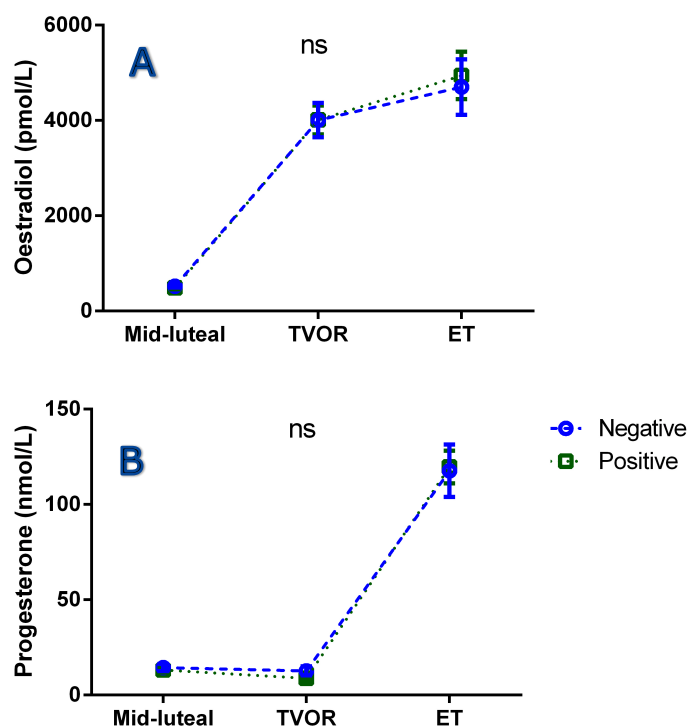 A
ns
Oestradiol (pmol/L)
6000
4000
2000
0
Mid-luteal TVOR ET
B
ns
Progesterone (nmol/L)
150
100
50
0
Mid-luteal TVOR ET
Negative
Positive